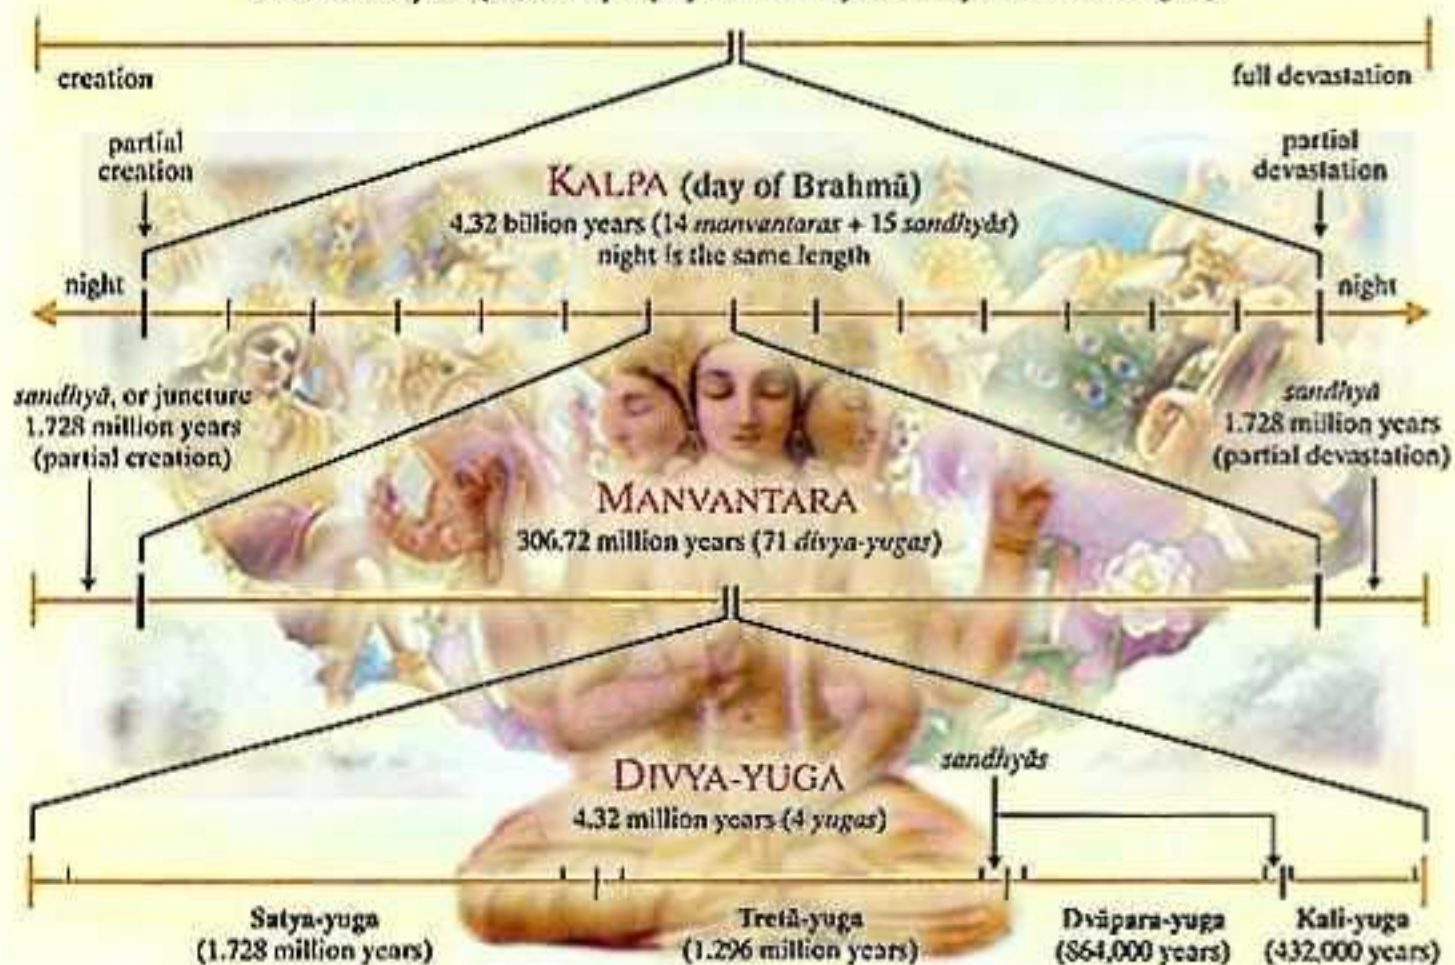 creation
full devastation
partial
creation
partial
devastation
KALPA (day of Brahmā)
4.32 billion years (14 manvantaras + 15 sandhyās)
night is the same length
night
night
sandhyā, or juncture
1.728 million years
(partial creation)
sandhyā
1.728 million years
(partial devastation)
MANVANTARA
306.72 million years (71 divya-yugas)
DIVYA-YUGA
4.32 million years (4 yugas)
sandhyās
Satya-yuga
(1.728 million years)
Tretā-yuga
(1.296 million years)
Dvāpara-yuga
(864,000 years)
Kali-yuga
(432,000 years)